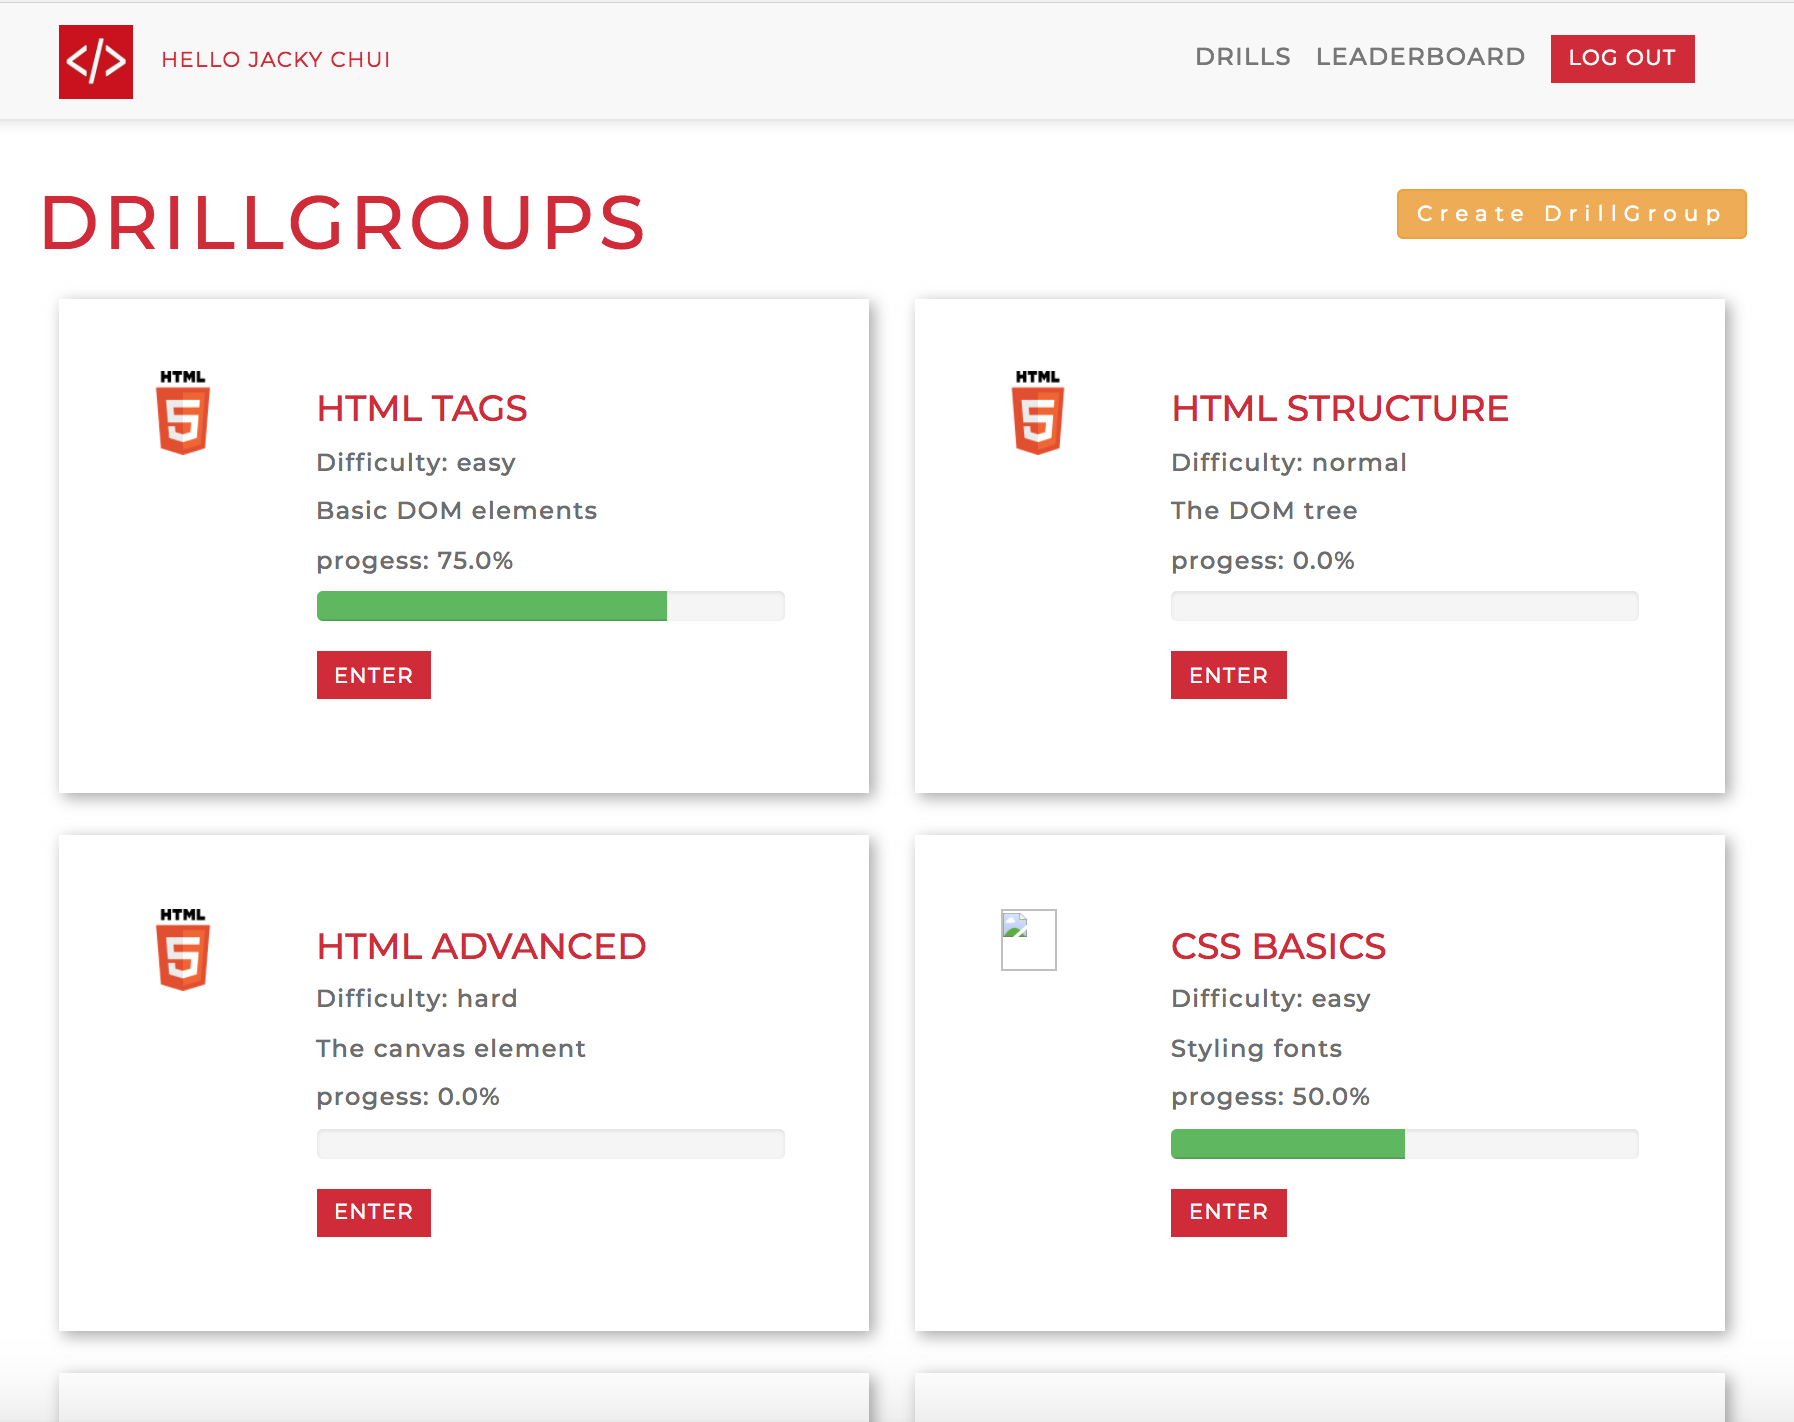 </> HELLO JACKY CHUI DRILLS LEADERBOARD LOG OUT
DRILLGROUPS
Create DrillGroup
HTML
5
HTML TAGS
Difficulty: easy
Basic DOM elements
progess: 75.0%
ENTER
HTML
5
HTML STRUCTURE
Difficulty: normal
The DOM tree
progess: 0.0%
ENTER
HTML
5
HTML ADVANCED
Difficulty: hard
The canvas element
progess: 0.0%
ENTER
CSS BASICS
Difficulty: easy
Styling fonts
progess: 50.0%
ENTER